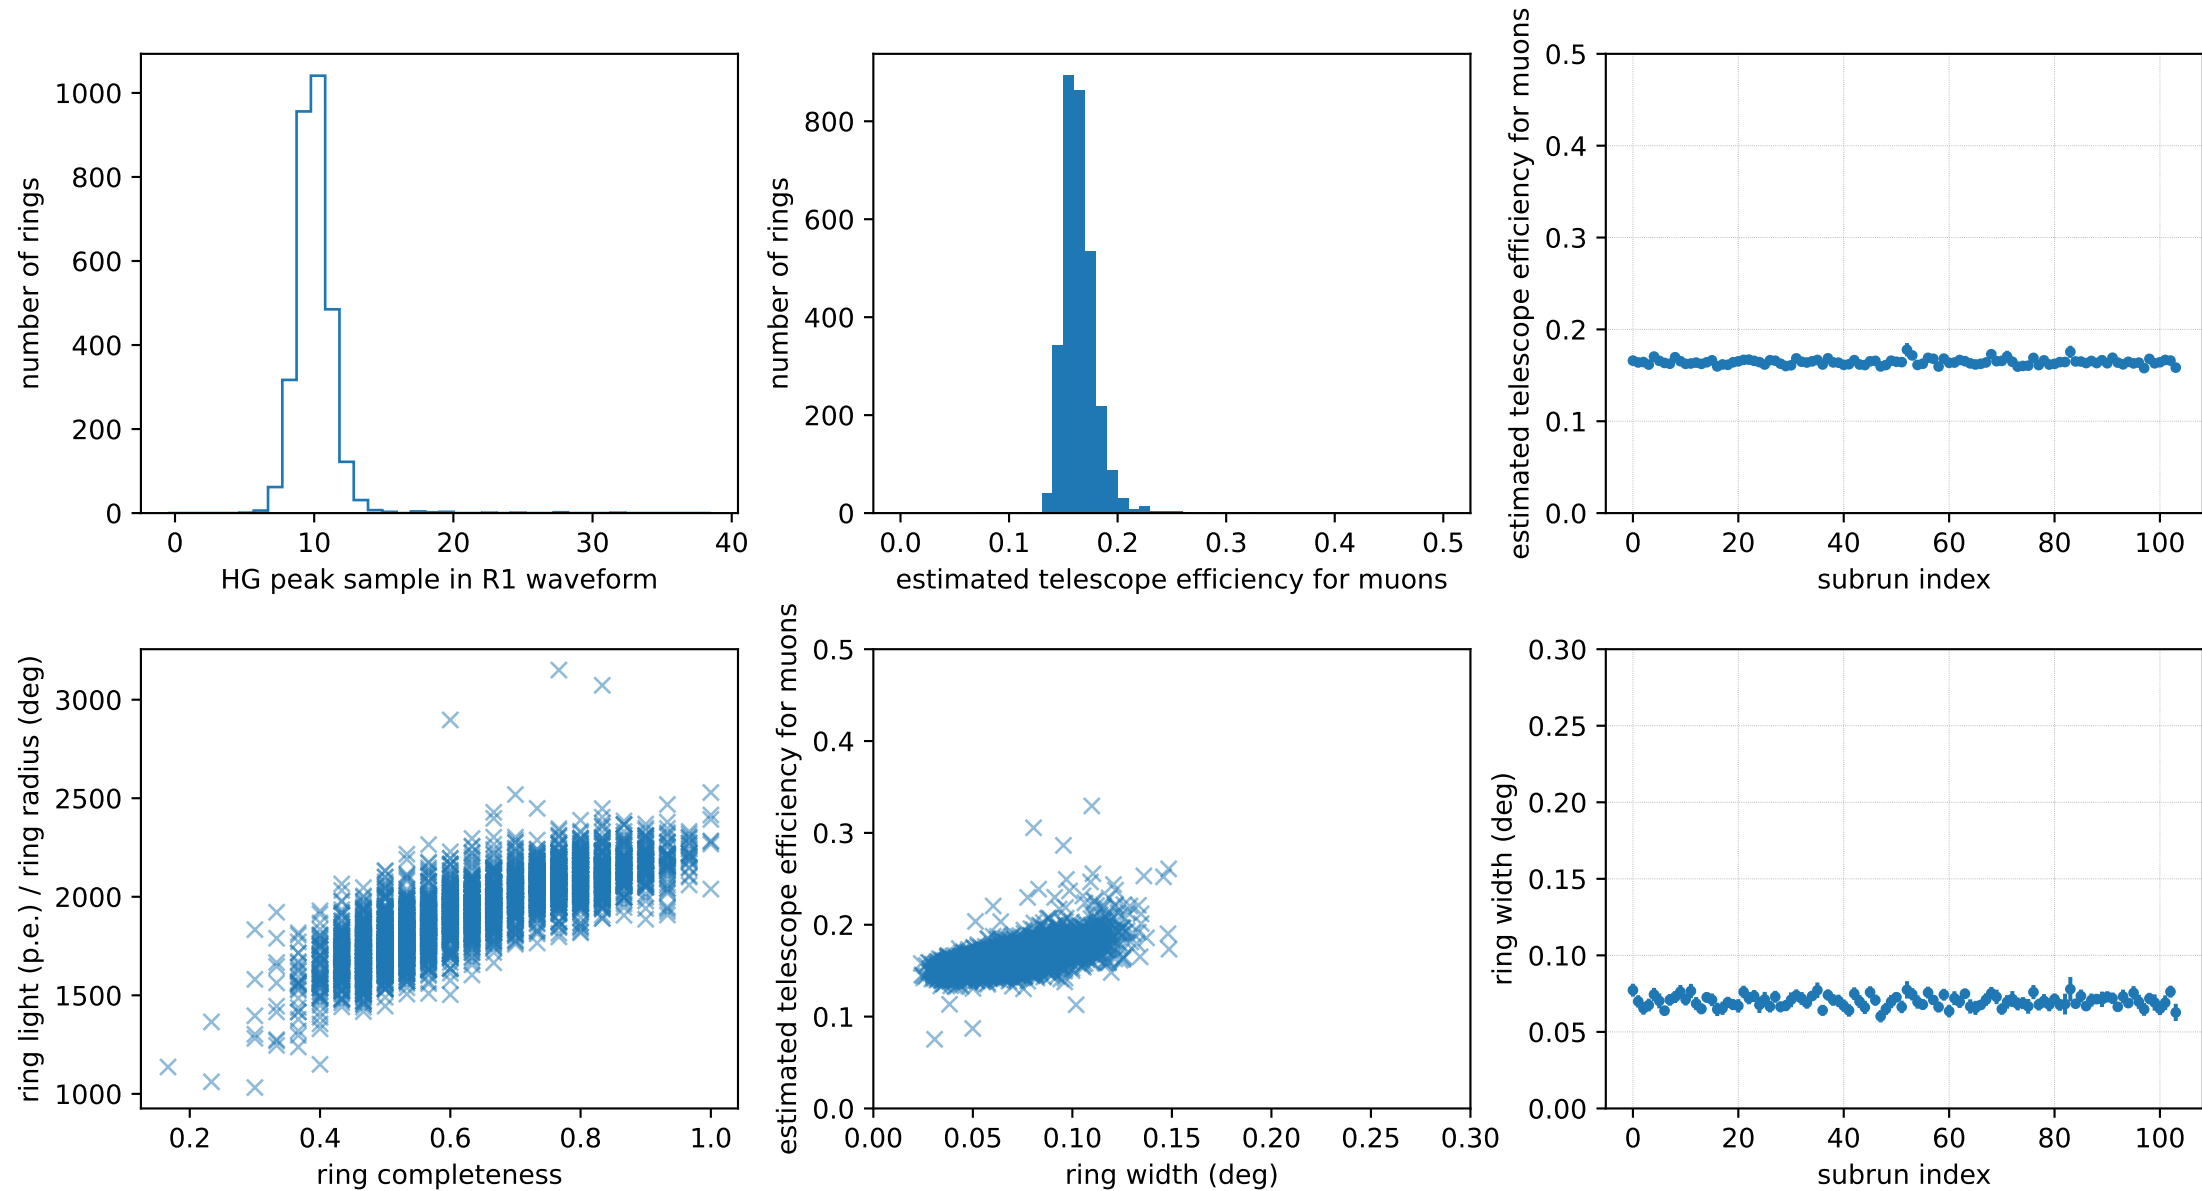 number of rings
1000
800
600
400
200
0
0 10 20 30 40
HG peak sample in R1 waveform
number of rings
800
600
400
200
0
0.0 0.1 0.2 0.3 0.4 0.5
estimated telescope efficiency for muons
estimated telescope efficiency for muons
0.5
0.4
0.3
0.2
0.1
0.0
0 20 40 60 80 100
subrun index
ring light (p.e.) / ring radius (deg)
3000
2500
2000
1500
1000
0.2 0.4 0.6 0.8 1.0
ring completeness
estimated telescope efficiency for muons
0.5
0.4
0.3
0.2
0.1
0.0
0.00 0.05 0.10 0.15 0.20 0.25 0.30
ring width (deg)
ring width (deg)
0.30
0.25
0.20
0.15
0.10
0.05
0.00
0 20 40 60 80 100
subrun index